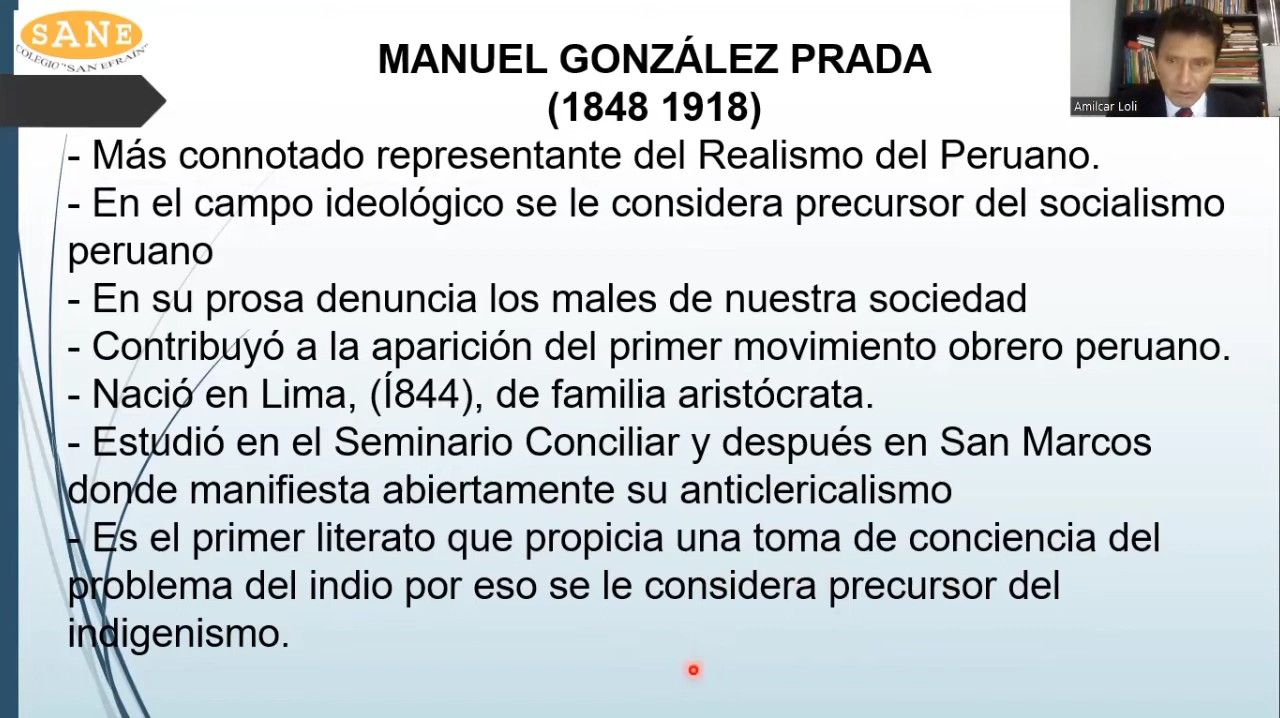 SANE
COLEGIO "SAN EFRAIN"
MANUEL GONZÁLEZ PRADA
(1848 1918)
Amilcar Loli
- Más connotado representante del Realismo del Peruano.
- En el campo ideológico se le considera precursor del socialismo
peruano
- En su prosa denuncia los males de nuestra sociedad
- Contribuyó a la aparición del primer movimiento obrero peruano.
- Nació en Lima, (Í844), de familia aristócrata.
- Estudió en el Seminario Conciliar y después en San Marcos
donde manifiesta abiertamente su anticlericalismo
- Es el primer literato que propicia una toma de conciencia del
problema del indio por eso se le considera precursor del
indigenismo.